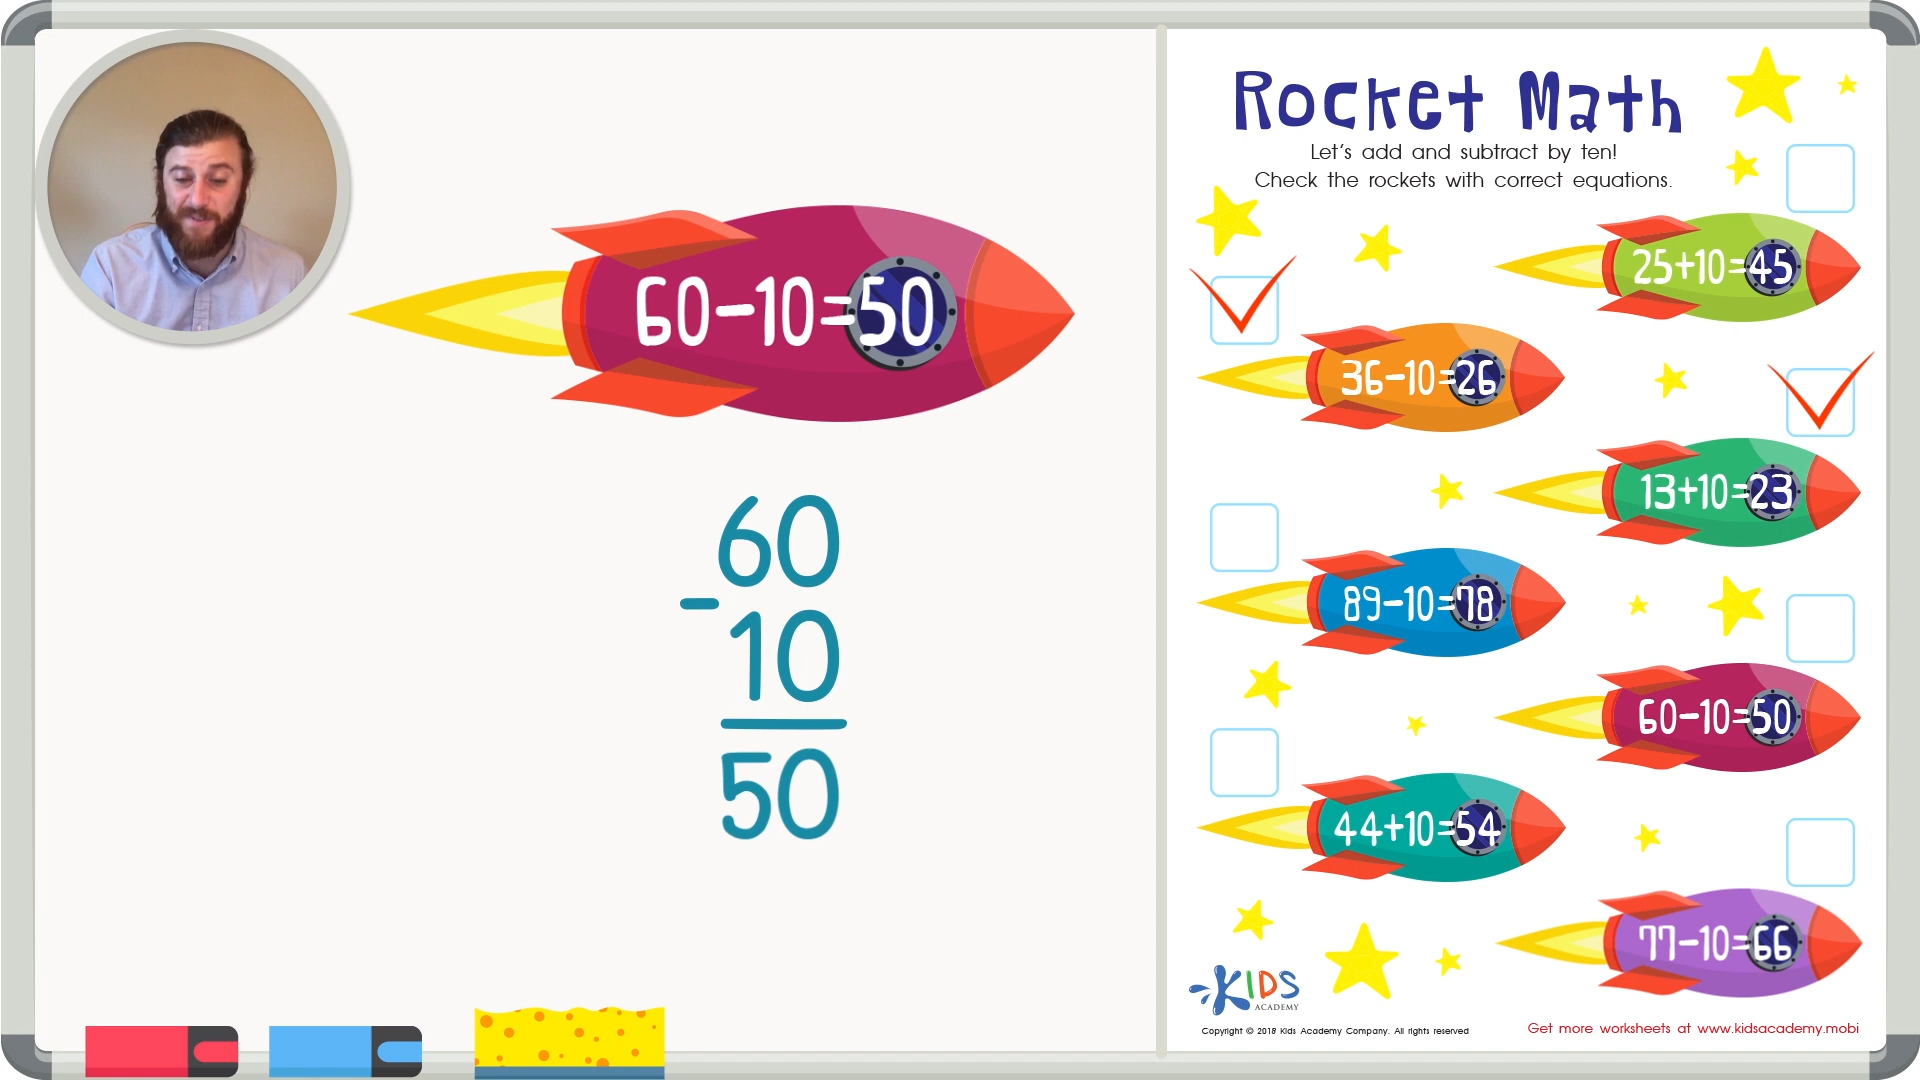 60-10=50
60
-
10
50
Rocket Math
Let's add and subtract by ten!
Check the rockets with correct equations.
25+10=45
36-10=26
13+10=23
89-10=78
60-10=50
44+10=54
77-10=66
KIDS
ACADEMY
Copyright © 2018 Kids Academy Company. All rights reserved
Get more worksheets at www.kidsacademy.mobi